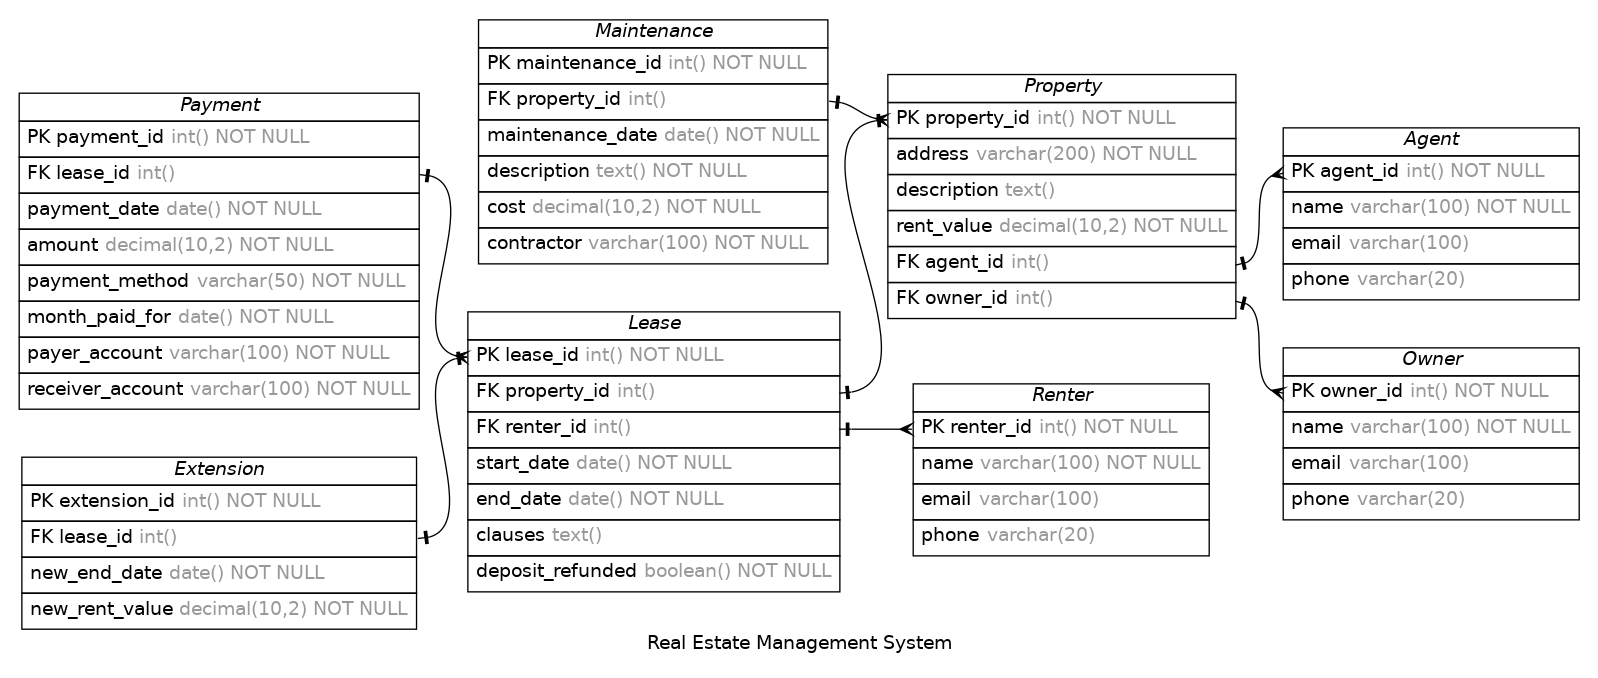 Payment
PK payment_id int() NOT NULL
FK lease_id int()
payment_date date() NOT NULL
amount decimal(10,2) NOT NULL
payment_method varchar(50) NOT NULL
month_paid_for date() NOT NULL
payer_account varchar(100) NOT NULL
receiver_account varchar(100) NOT NULL
Extension
PK extension_id int() NOT NULL
FK lease_id int()
new_end_date date() NOT NULL
new_rent_value decimal(10,2) NOT NULL
Maintenance
PK maintenance_id int() NOT NULL
FK property_id int()
maintenance_date date() NOT NULL
description text() NOT NULL
cost decimal(10,2) NOT NULL
contractor varchar(100) NOT NULL
Lease
PK lease_id int() NOT NULL
FK property_id int()
FK renter_id int()
start_date date() NOT NULL
end_date date() NOT NULL
clauses text()
deposit_refunded boolean() NOT NULL
Property
PK property_id int() NOT NULL
address varchar(200) NOT NULL
description text()
rent_value decimal(10,2) NOT NULL
FK agent_id int()
FK owner_id int()
Renter
PK renter_id int() NOT NULL
name varchar(100) NOT NULL
email varchar(100)
phone varchar(20)
Agent
PK agent_id int() NOT NULL
name varchar(100) NOT NULL
email varchar(100)
phone varchar(20)
Owner
PK owner_id int() NOT NULL
name varchar(100) NOT NULL
email varchar(100)
phone varchar(20)
Real Estate Management System